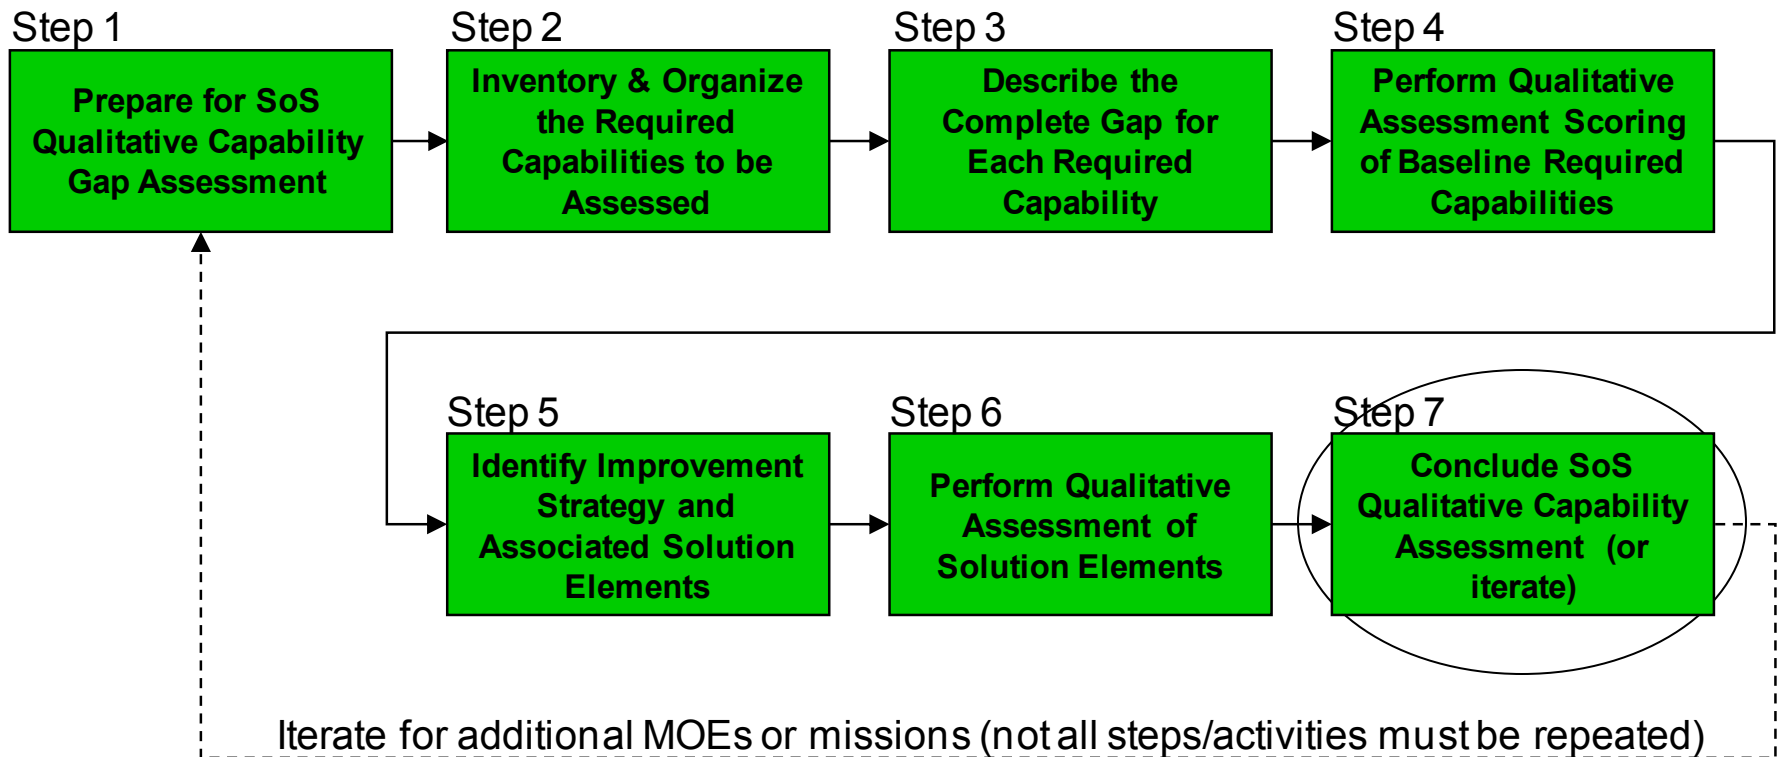 Step 1
Prepare for SoS
Qualitative Capability
Gap Assessment
Step 2
Inventory & Organize
the Required
Capabilities to be
Assessed
Step 3
Describe the
Complete Gap for
Each Required
Capability
Step 4
Perform Qualitative
Assessment Scoring
of Baseline Required
Capabilities
Step 5
Identify Improvement
Strategy and
Associated Solution
Elements
Step 6
Perform Qualitative
Assessment of
Solution Elements
Step 7
Conclude SoS
Qualitative Capability
Assessment (or
iterate)
Iterate for additional MOEs or missions (not all steps/activities must be repeated)